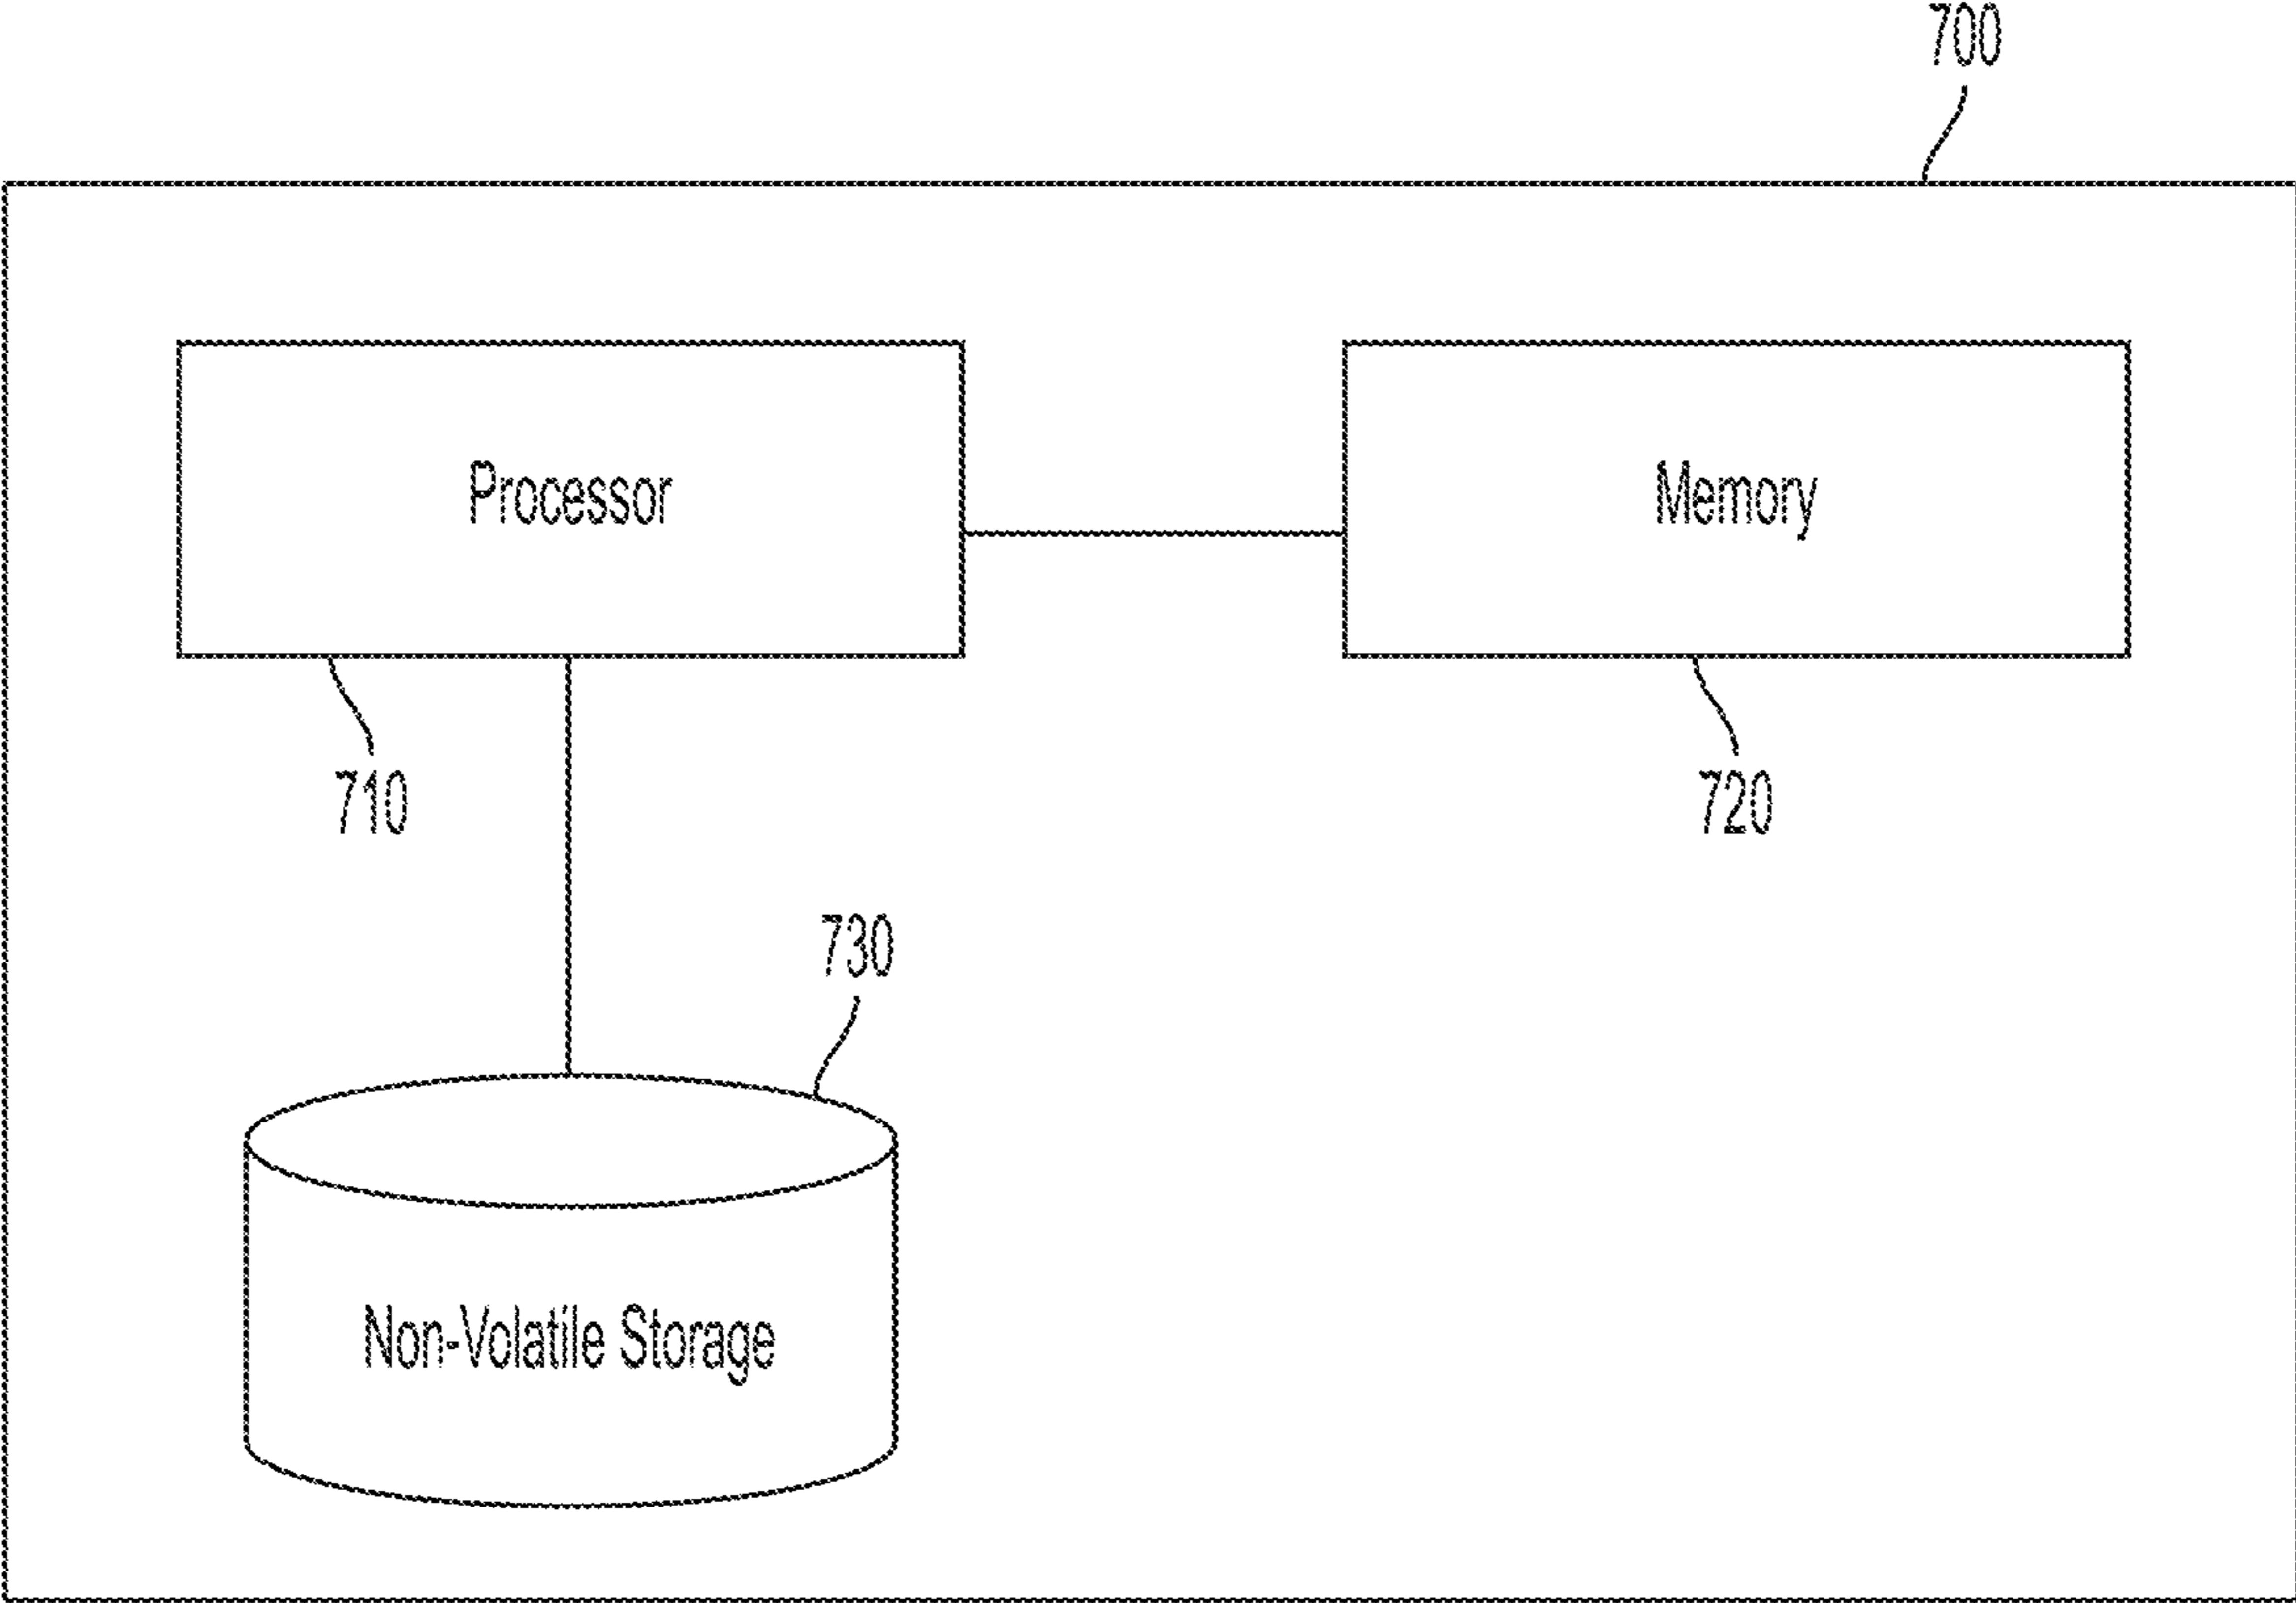 700
Processor
Memory
710
720
730
Non-Volatile Storage